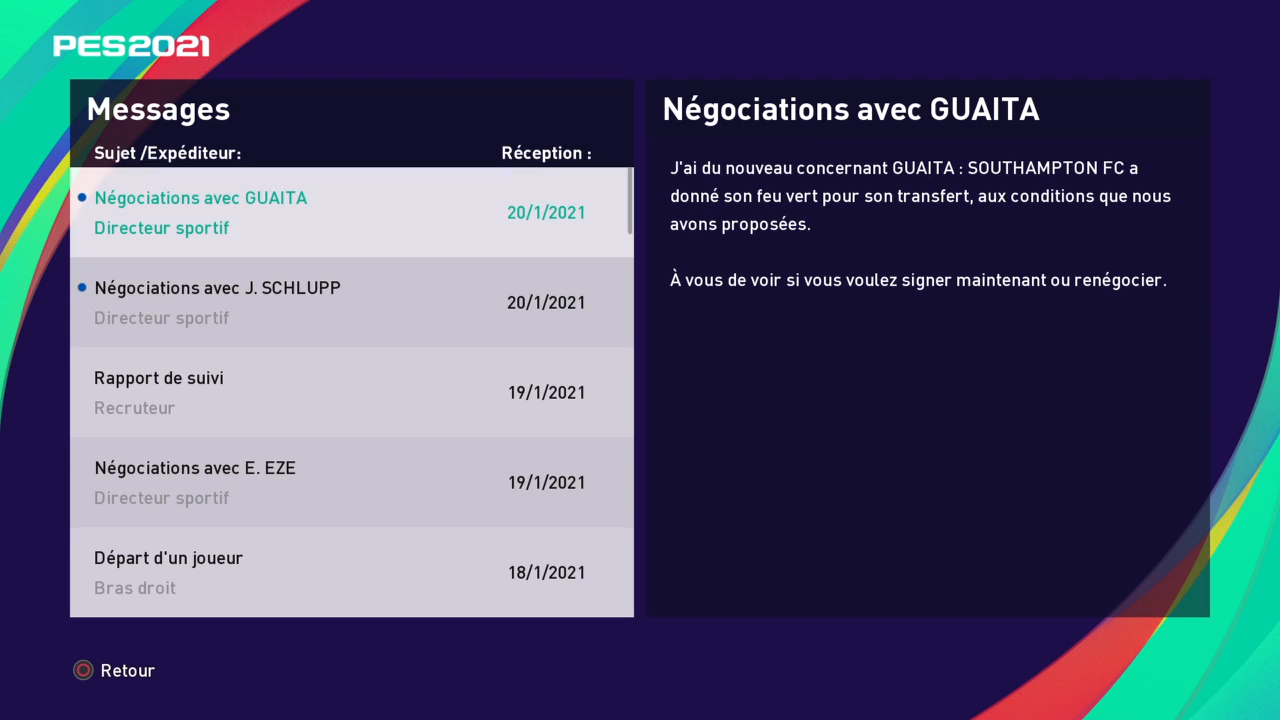 PES2021
Messages
Sujet /Expéditeur:
Réception :
Négociations avec GUAITA
Directeur sportif
20/1/2021
Négociations avec J. SCHLUPP
Directeur sportif
20/1/2021
Rapport de suivi
Recruteur
19/1/2021
Négociations avec E. EZE
Directeur sportif
19/1/2021
Départ d'un joueur
Bras droit
18/1/2021
Négociations avec GUAITA
J'ai du nouveau concernant GUAITA : SOUTHAMPTON FC a
donné son feu vert pour son transfert, aux conditions que nous
avons proposées.
À vous de voir si vous voulez signer maintenant ou renégocier.
Retour